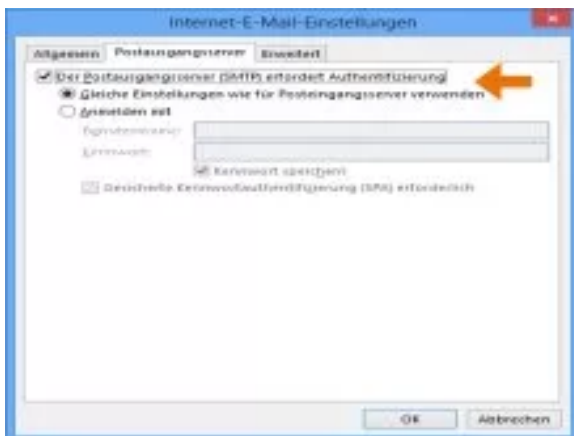 Internet-E-Mail-Einstellungen
Allgemein Postausgangsserver Erweitert
Der Postausgangsserver (SMTP) erfordert Authentifizierung
Gleiche Einstellungen wie für Posteingangsserver verwenden
Anmelden mit
Benutzername:
Kennwort:
Kennwort speichern
Gesicherte Kennwortauthentifizierung (SPA) erforderlich
OK Abbrechen